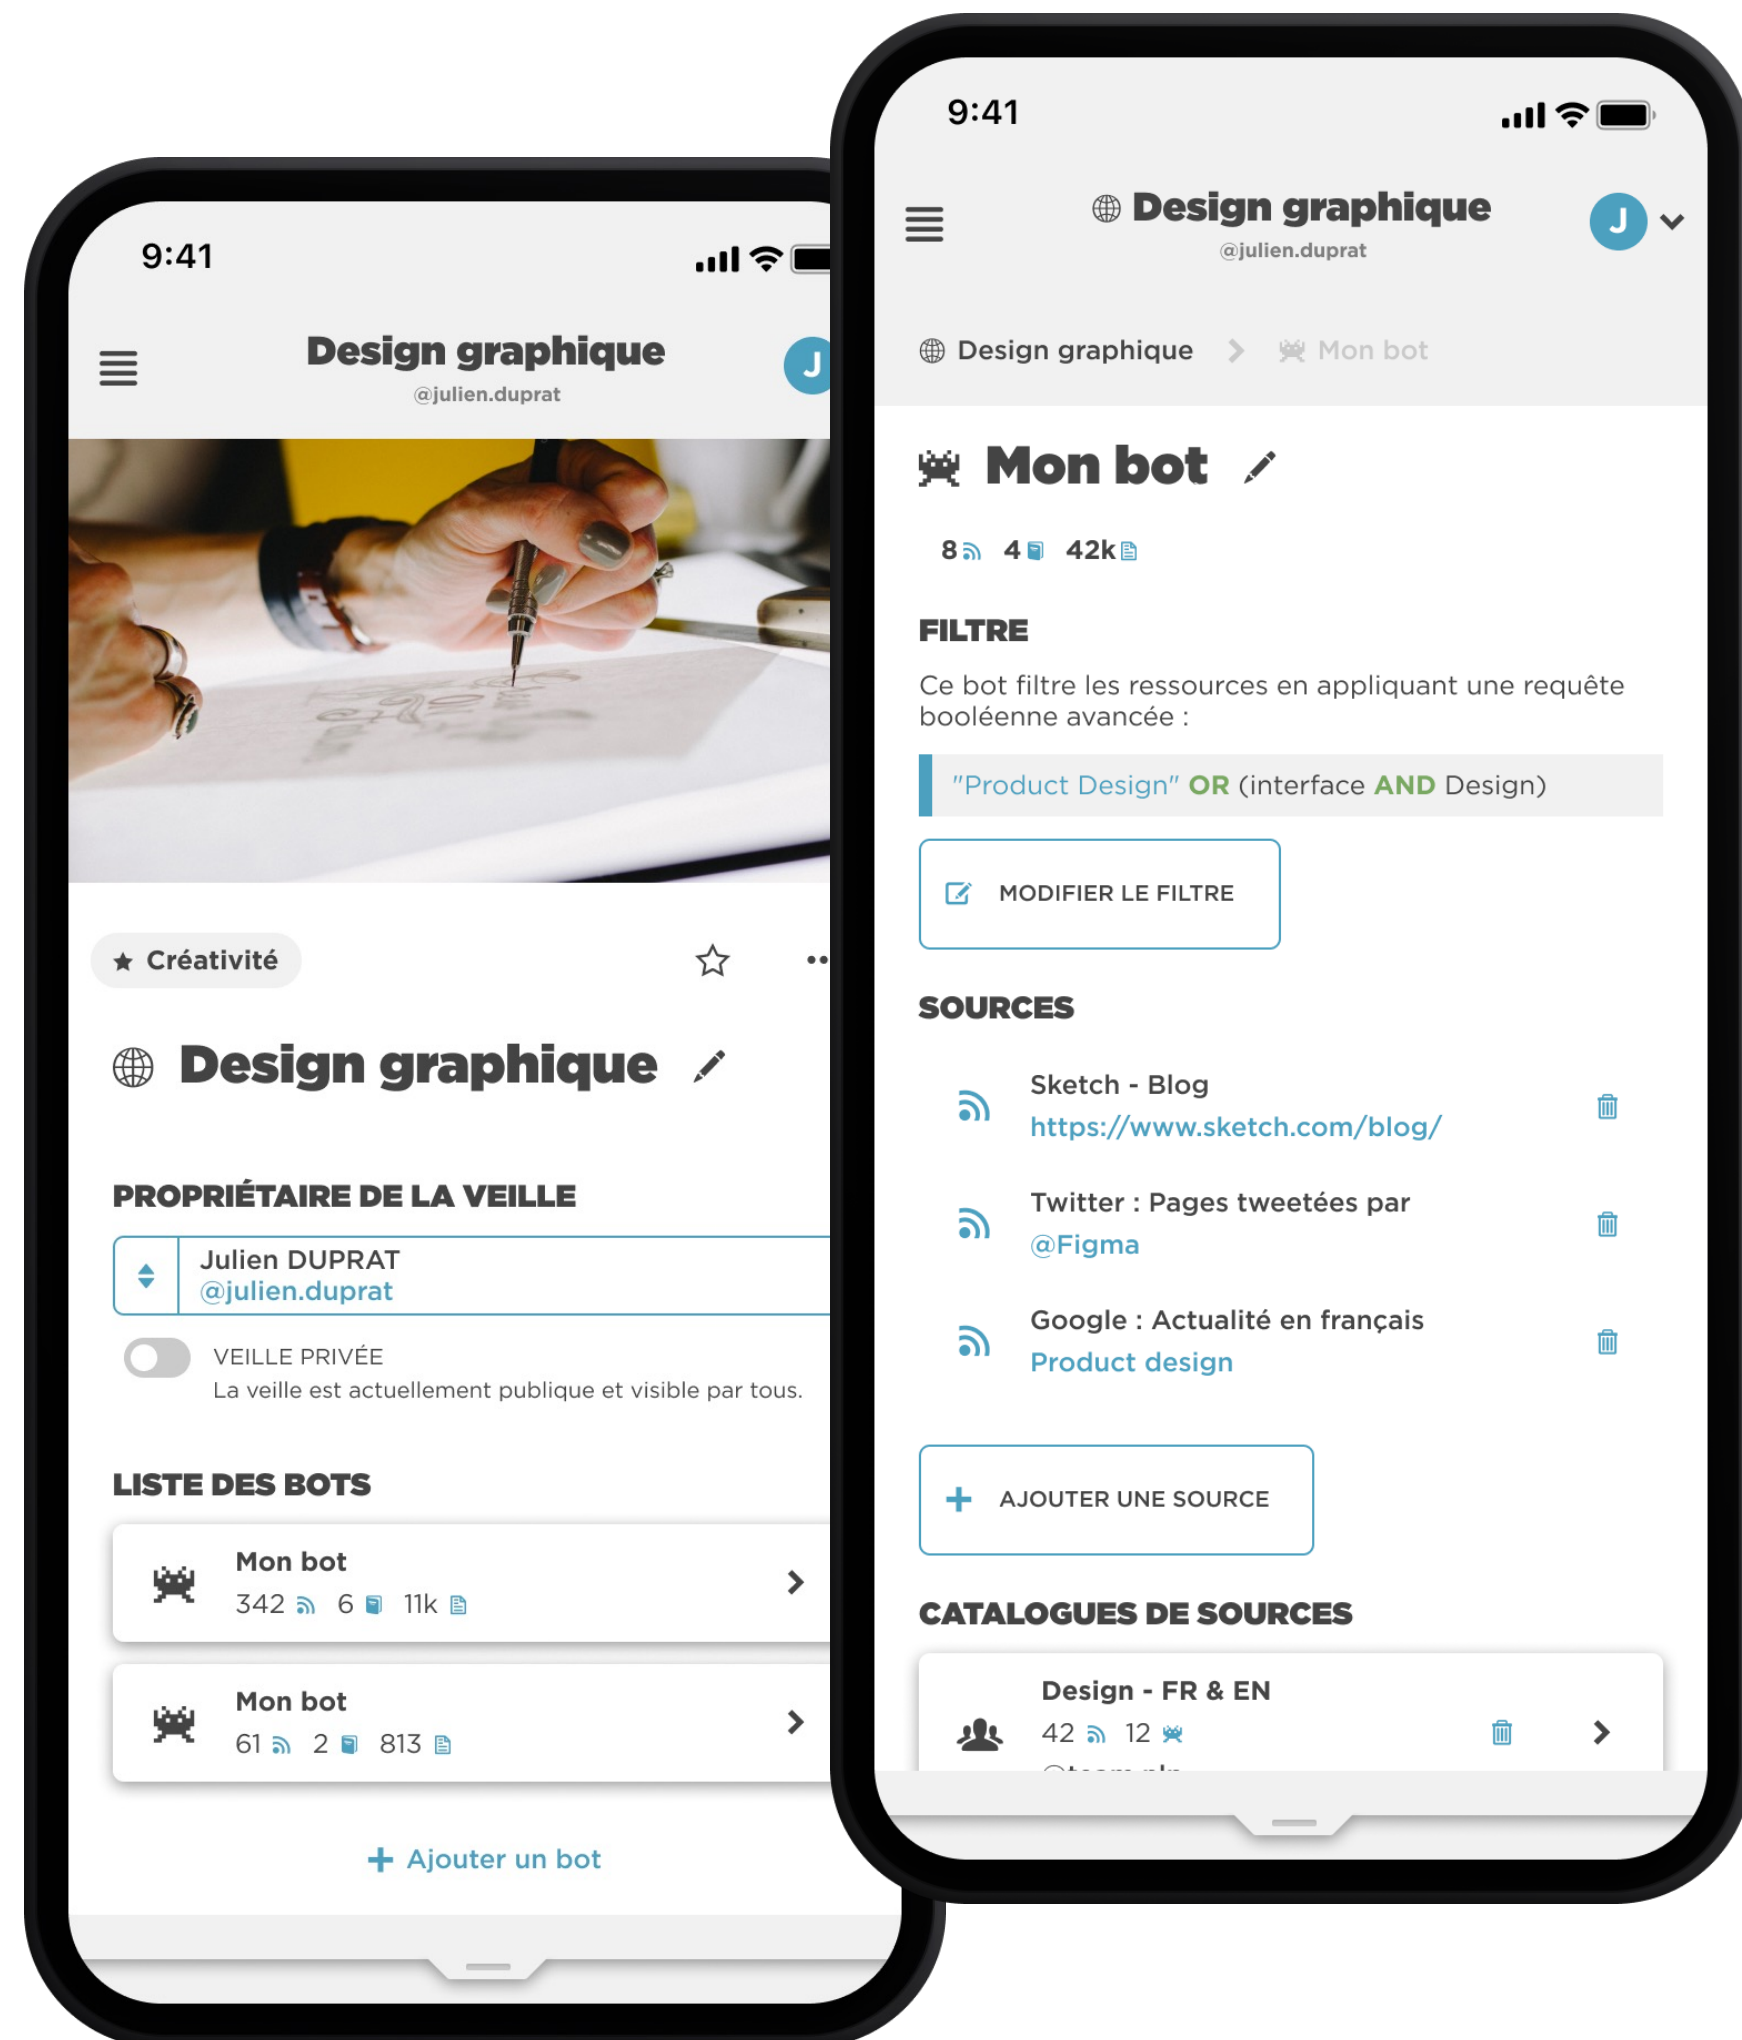 9:41
Design graphique
J
@julien.duprat
★ Créativité
Design graphique
PROPRIÉTAIRE DE LA VEILLE
Julien DUPRAT
@julien.duprat
VEILLE PRIVÉE
La veille est actuellement publique et visible par tous.
LISTE DES BOTS
Mon bot
342 6 11k
Mon bot
61 2 813
+ Ajouter un bot
9:41
Design graphique
J
@julien.duprat
Design graphique > Mon bot
Mon bot
8 4 42k
FILTRE
Ce bot filtre les ressources en appliquant une requête
booléenne avancée :
"Product Design" OR (interface AND Design)
MODIFIER LE FILTRE
SOURCES
Sketch - Blog
https://www.sketch.com/blog/
Twitter : Pages tweetées par
@Figma
Google : Actualité en français
Product design
+ AJOUTER UNE SOURCE
CATALOGUES DE SOURCES
Design - FR & EN
42 12